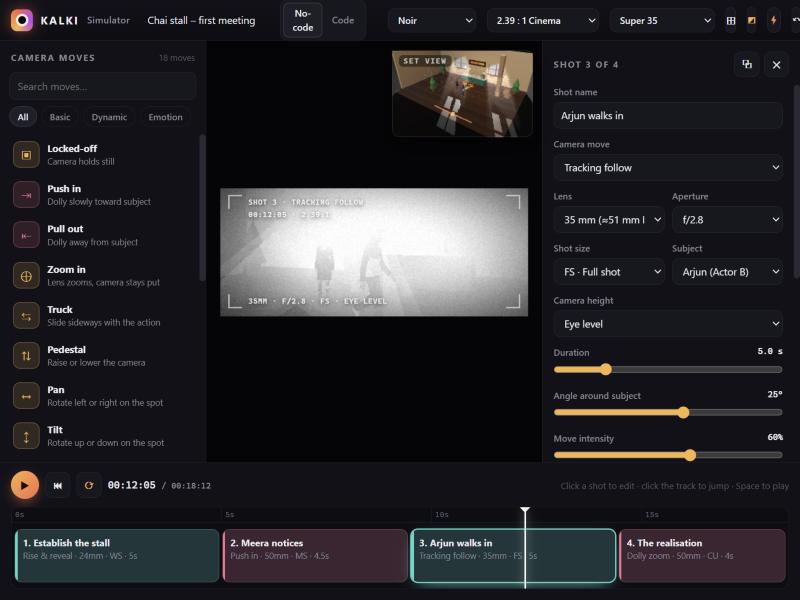 KALKI Simulator Chai stall – first meeting No-code Code Noir 2.39 : 1 Cinema Super 35
CAMERA MOVES 18 moves
Search moves...
All Basic Dynamic Emotion
Locked-off
Camera holds still
Push in
Dolly slowly toward subject
Pull out
Dolly away from subject
Zoom in
Lens zooms, camera stays put
Truck
Slide sideways with the action
Pedestal
Raise or lower the camera
Pan
Rotate left or right on the spot
Tilt
Rotate up or down on the spot
SET VIEW
SHOT 3 · TRACKING FOLLOW
00:12:05 · 2.39:1
35MM · F/2.8 · FS · EYE LEVEL
SHOT 3 OF 4
Shot name
Arjun walks in
Camera move
Tracking follow
Lens Aperture
35 mm (≈51 mm f/2.8
Shot size Subject
FS · Full shot Arjun (Actor B)
Camera height
Eye level
Duration 5.0 s
Angle around subject 25°
Move intensity 60%
00:12:05 / 00:18:12
Click a shot to edit · click the track to jump · Space to play
0s 5s 10s 15s
1. Establish the stall
Rise & reveal · 24mm · WS · 5s
2. Meera notices
Push in · 50mm · MS · 4.5s
3. Arjun walks in
Tracking follow · 35mm · FS · 5s
4. The realisation
Dolly zoom · 50mm · CU · 4s